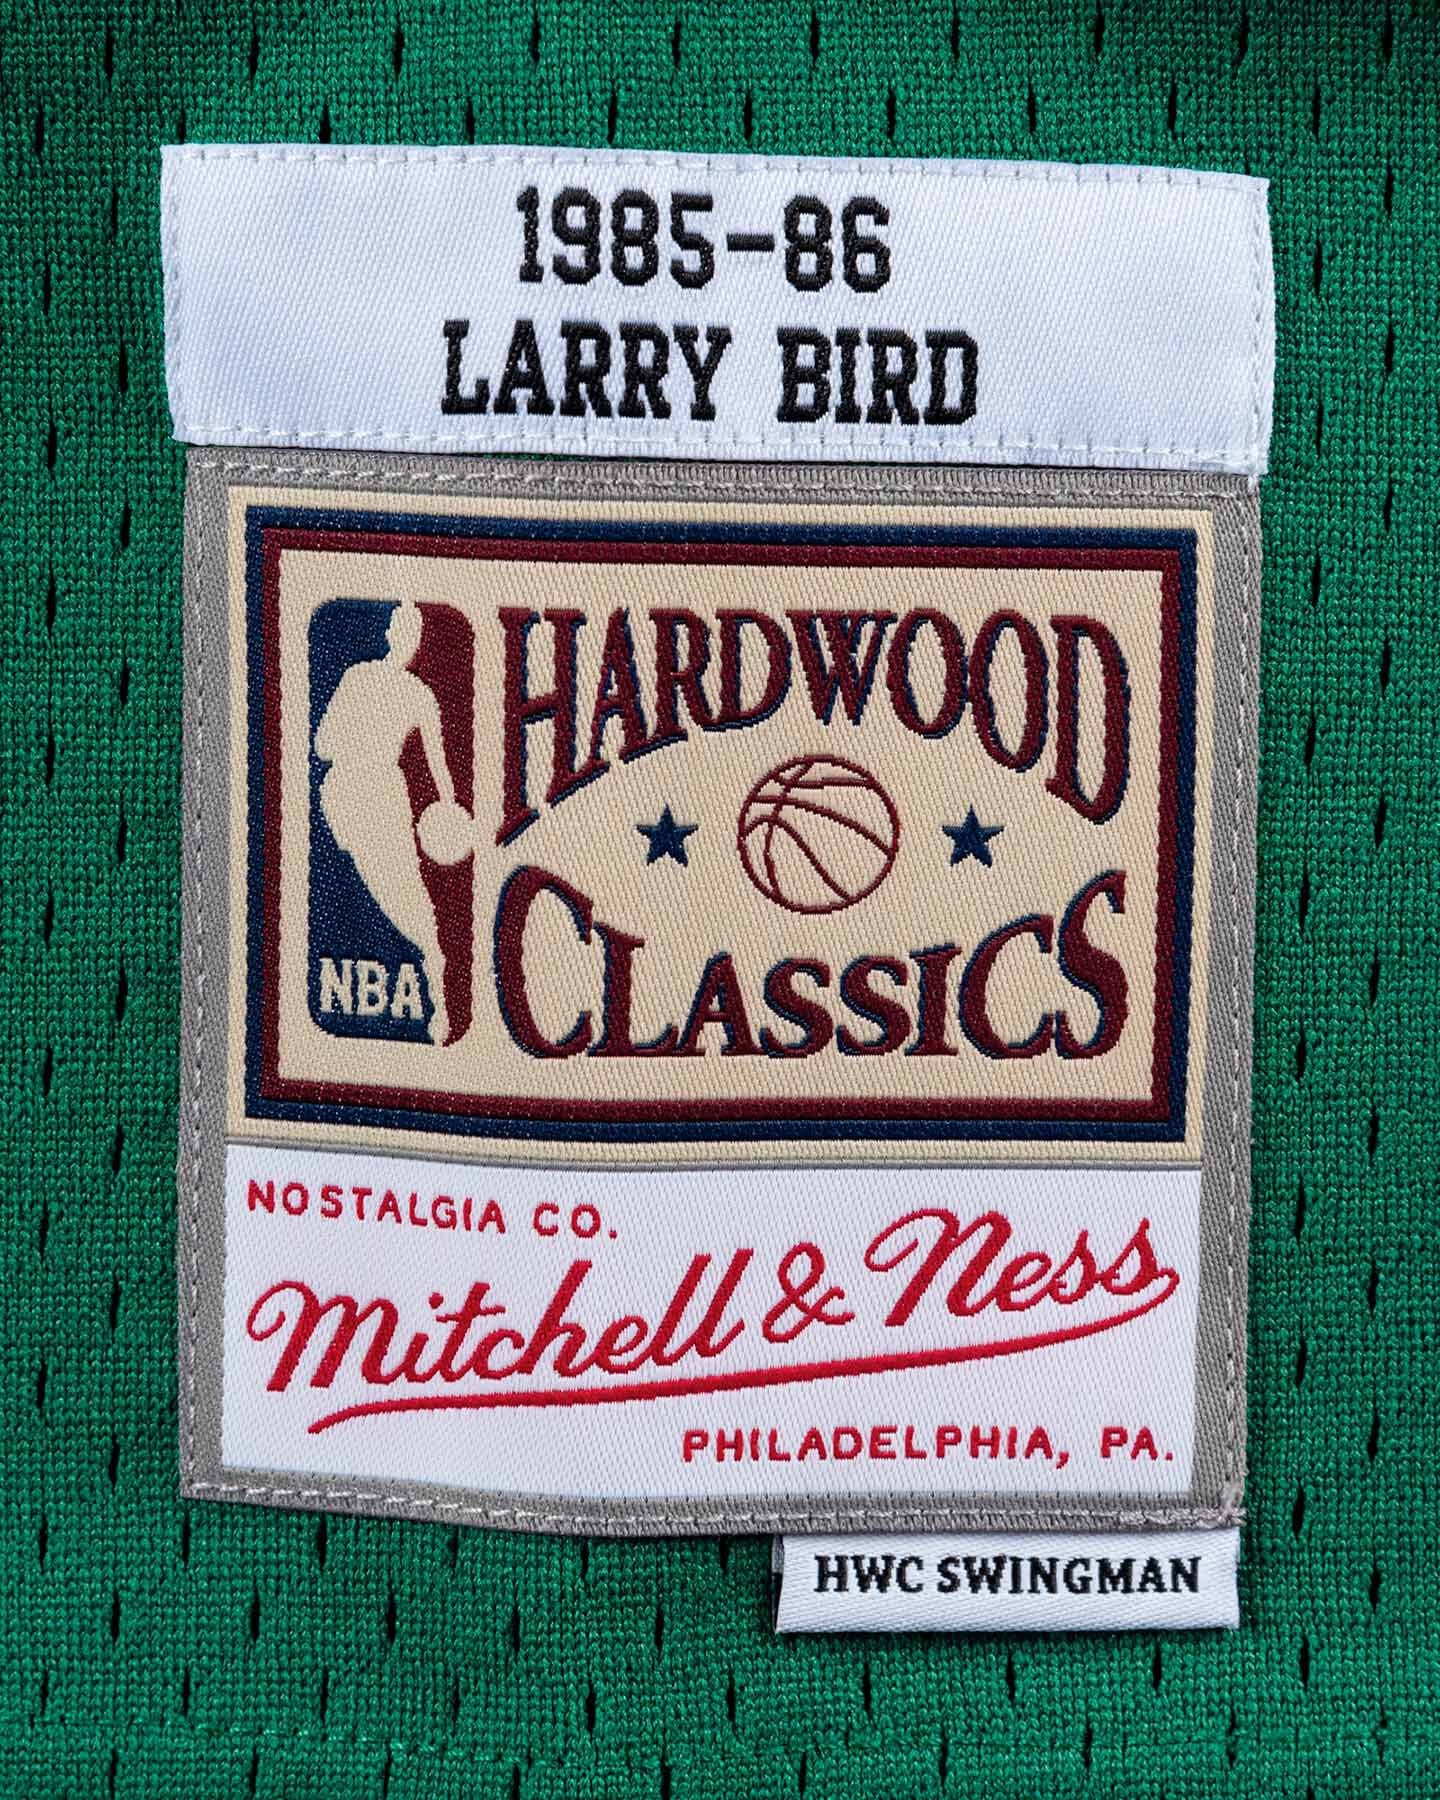 1985-86
LARRY BIRD
HARDWOOD
CLASSICS
NBA
NOSTALGIA CO.
Mitchell & Ness
PHILADELPHIA, PA.
HWC SWINGMAN